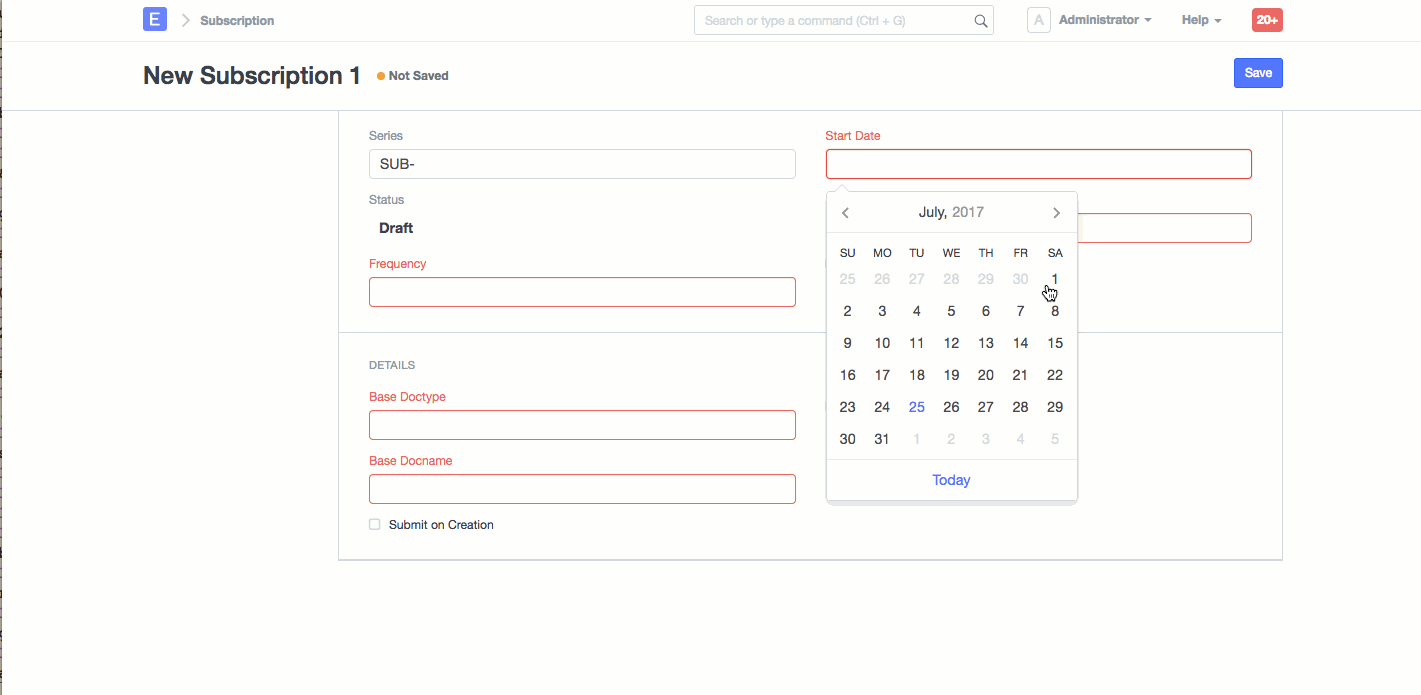 E
Subscription
Search or type a command (Ctrl + G)
A
Administrator
Help
20+
New Subscription 1
Not Saved
Save
Series
SUB-
Status
Draft
Frequency
Start Date
July, 2017
SU MO TU WE TH FR SA
25 26 27 28 29 30 1
2 3 4 5 6 7 8
9 10 11 12 13 14 15
16 17 18 19 20 21 22
23 24 25 26 27 28 29
30 31 1 2 3 4 5
Today
DETAILS
Base Doctype
Base Docname
Submit on Creation